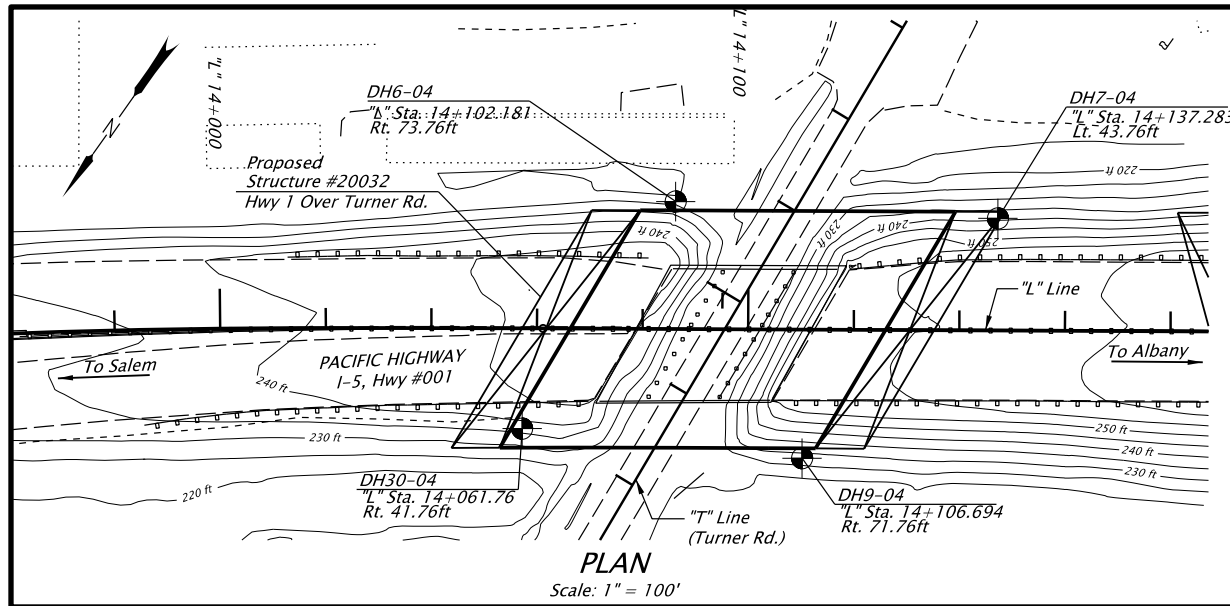 "L" 14+000
"L" 14+100
N
DH6-04
"L" Sta. 14+102.181
Rt. 73.76ft
DH7-04
"L" Sta. 14+137.283
Lt. 43.76ft
Proposed
Structure #20032
Hwy 1 Over Turner Rd.
220 ft
240 ft
230 ft
240 ft
250 ft
"L" Line
To Salem
PACIFIC HIGHWAY
I-5, Hwy #001
To Albany
240 ft
230 ft
220 ft
250 ft
240 ft
230 ft
DH30-04
"L" Sta. 14+061.76
Rt. 41.76ft
DH9-04
"L" Sta. 14+106.694
Rt. 71.76ft
"T" Line
(Turner Rd.)
PLAN
Scale: 1" = 100'